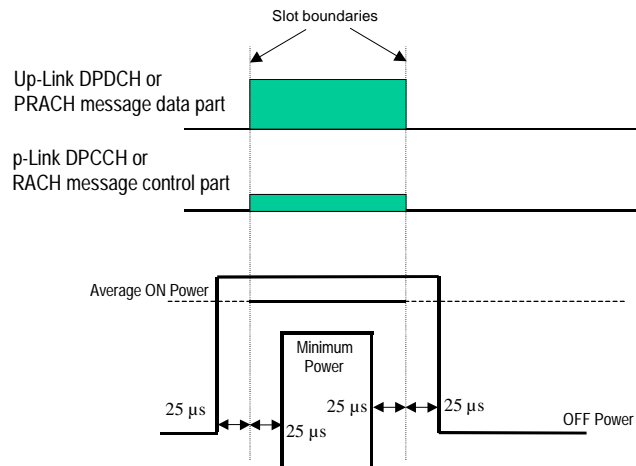 Slot boundaries
Up-Link DPDCH or
PRACH message data part
p-Link DPCCH or
RACH message control part
Average ON Power
Minimum
Power
25 µs
25 µs
25 µs
25 µs
OFF Power